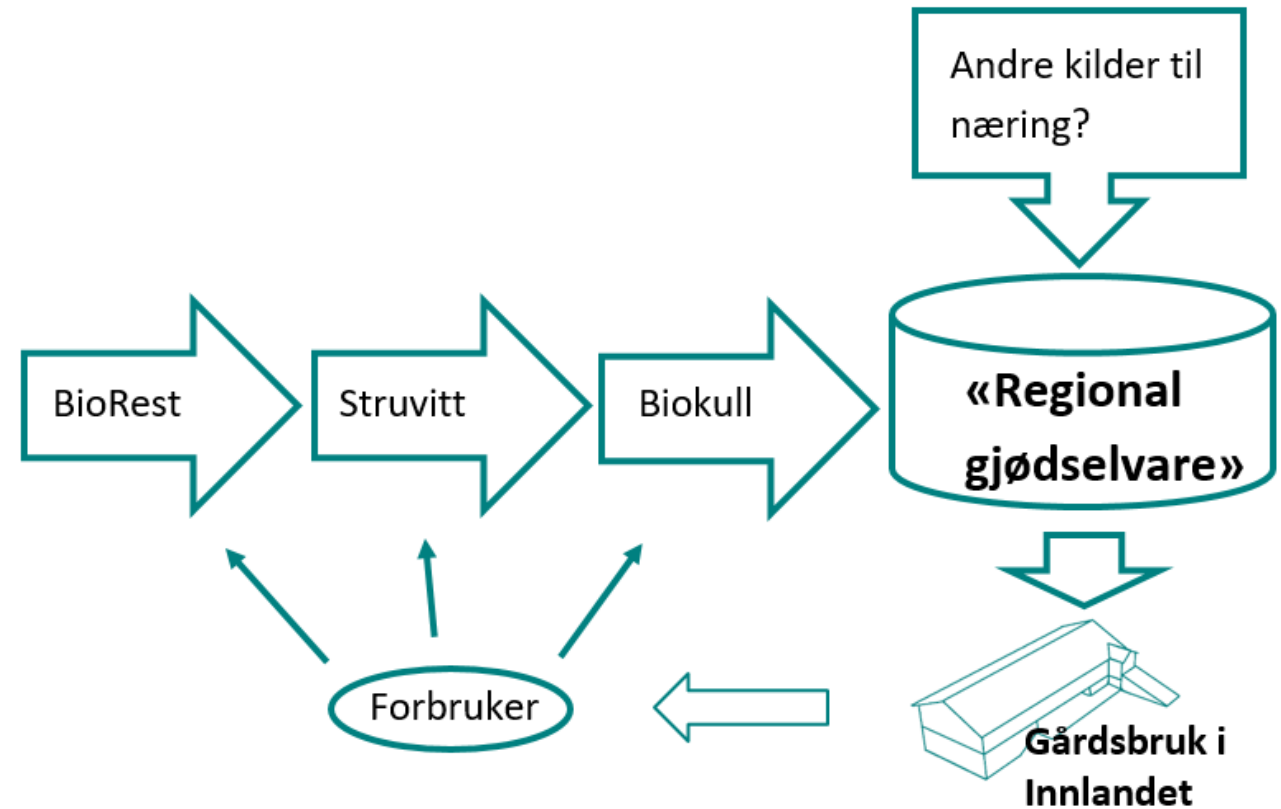 Andre kilder til
næring?
BioRest
Struvitt
Biokull
«Regional
gjødselvare»
Forbruker
Gårdsbruk i
Innlandet